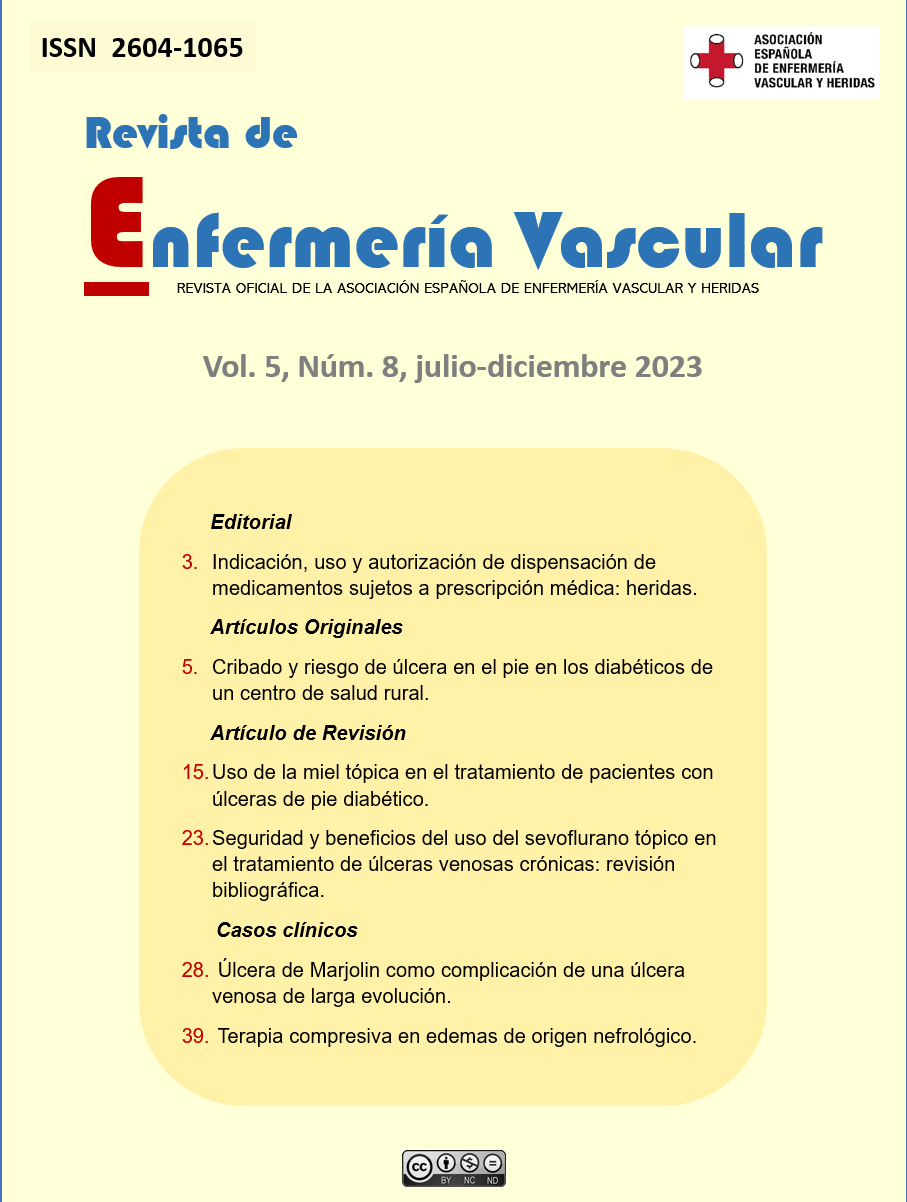 ISSN 2604-1065
ASOCIACIÓN
ESPAÑOLA
DE ENFERMERÍA
VASCULAR Y HERIDAS
Revista de
Enfermería Vascular
REVISTA OFICIAL DE LA ASOCIACIÓN ESPAÑOLA DE ENFERMERÍA VASCULAR Y HERIDAS
Vol. 5, Núm. 8, julio-diciembre 2023
Editorial
3. Indicación, uso y autorización de dispensación de
medicamentos sujetos a prescripción médica: heridas.
Artículos Originales
5. Cribado y riesgo de úlcera en el pie en los diabéticos de
un centro de salud rural.
Artículo de Revisión
15. Uso de la miel tópica en el tratamiento de pacientes con
úlceras de pie diabético.
23. Seguridad y beneficios del uso del sevoflurano tópico en
el tratamiento de úlceras venosas crónicas: revisión
bibliográfica.
Casos clínicos
28. Úlcera de Marjolin como complicación de una úlcera
venosa de larga evolución.
39. Terapia compresiva en edemas de origen nefrológico.
cc
BY NC ND